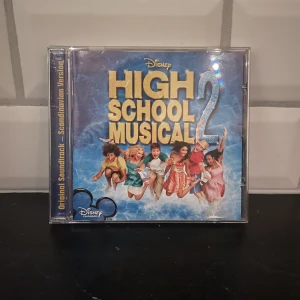 Original Soundtrack - Scandinavian Version
Disney
HIGH
SCHOOL
MUSICAL 2
Disney